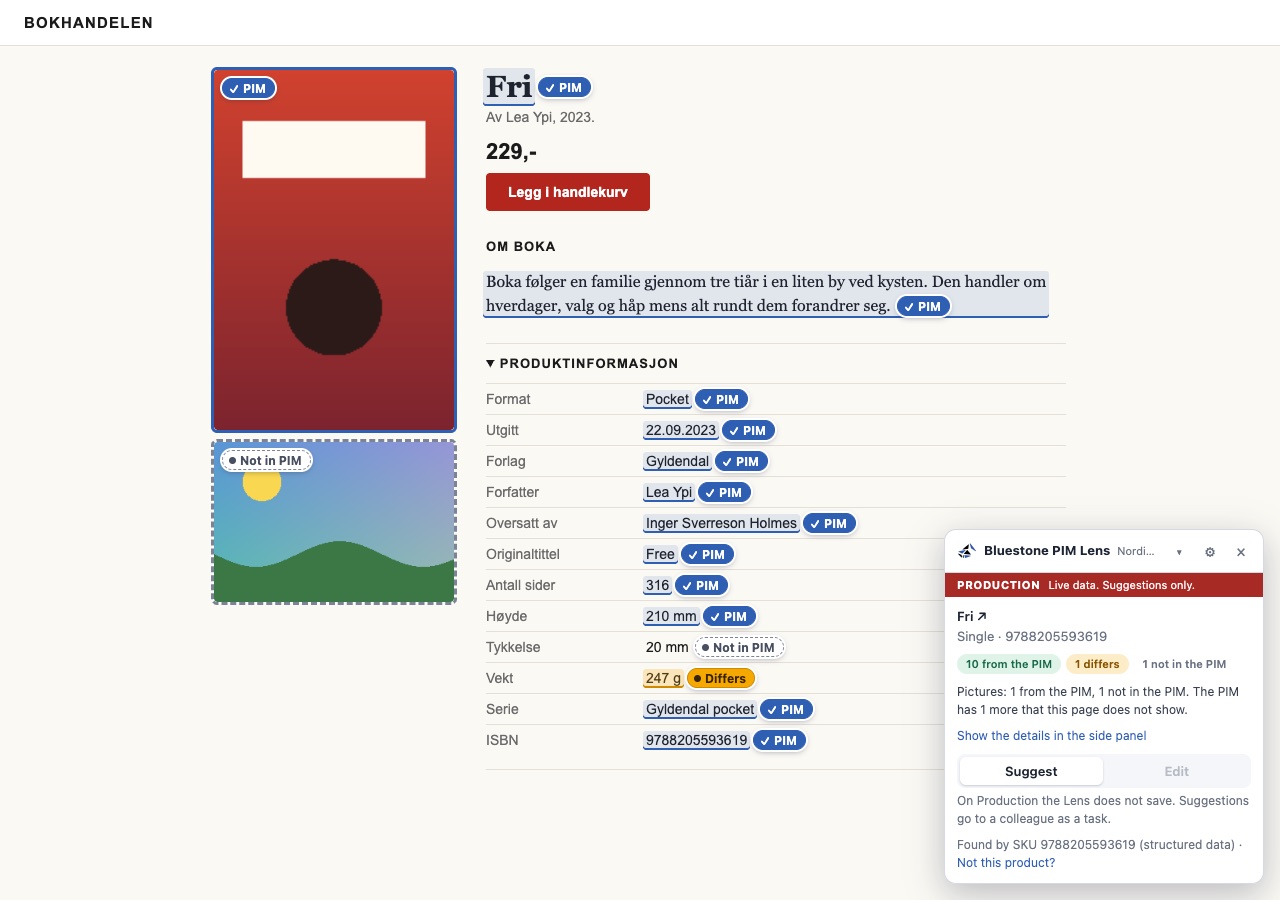 BOKHANDELEN
PIM
Not in PIM
Fri PIM
Av Lea Ypi, 2023.
229,-
Legg i handlekurv
OM BOKA
Boka følger en familie gjennom tre tiår i en liten by ved kysten. Den handler om
hverdager, valg og håp mens alt rundt dem forandrer seg. PIM
PRODUKTINFORMASJON
Format Pocket PIM
Utgitt 22.09.2023 PIM
Forlag Gyldendal PIM
Forfatter Lea Ypi PIM
Oversatt av Inger Sverreson Holmes PIM
Originaltittel Free PIM
Antall sider 316 PIM
Høyde 210 mm PIM
Tykkelse 20 mm Not in PIM
Vekt 247 g Differs
Serie Gyldendal pocket PIM
ISBN 9788205593619 PIM
Bluestone PIM Lens Nordi...
PRODUCTION Live data. Suggestions only.
Fri
Single · 9788205593619
10 from the PIM 1 differs 1 not in the PIM
Pictures: 1 from the PIM, 1 not in the PIM. The PIM
has 1 more that this page does not show.
Show the details in the side panel
Suggest Edit
On Production the Lens does not save. Suggestions
go to a colleague as a task.
Found by SKU 9788205593619 (structured data) ·
Not this product?